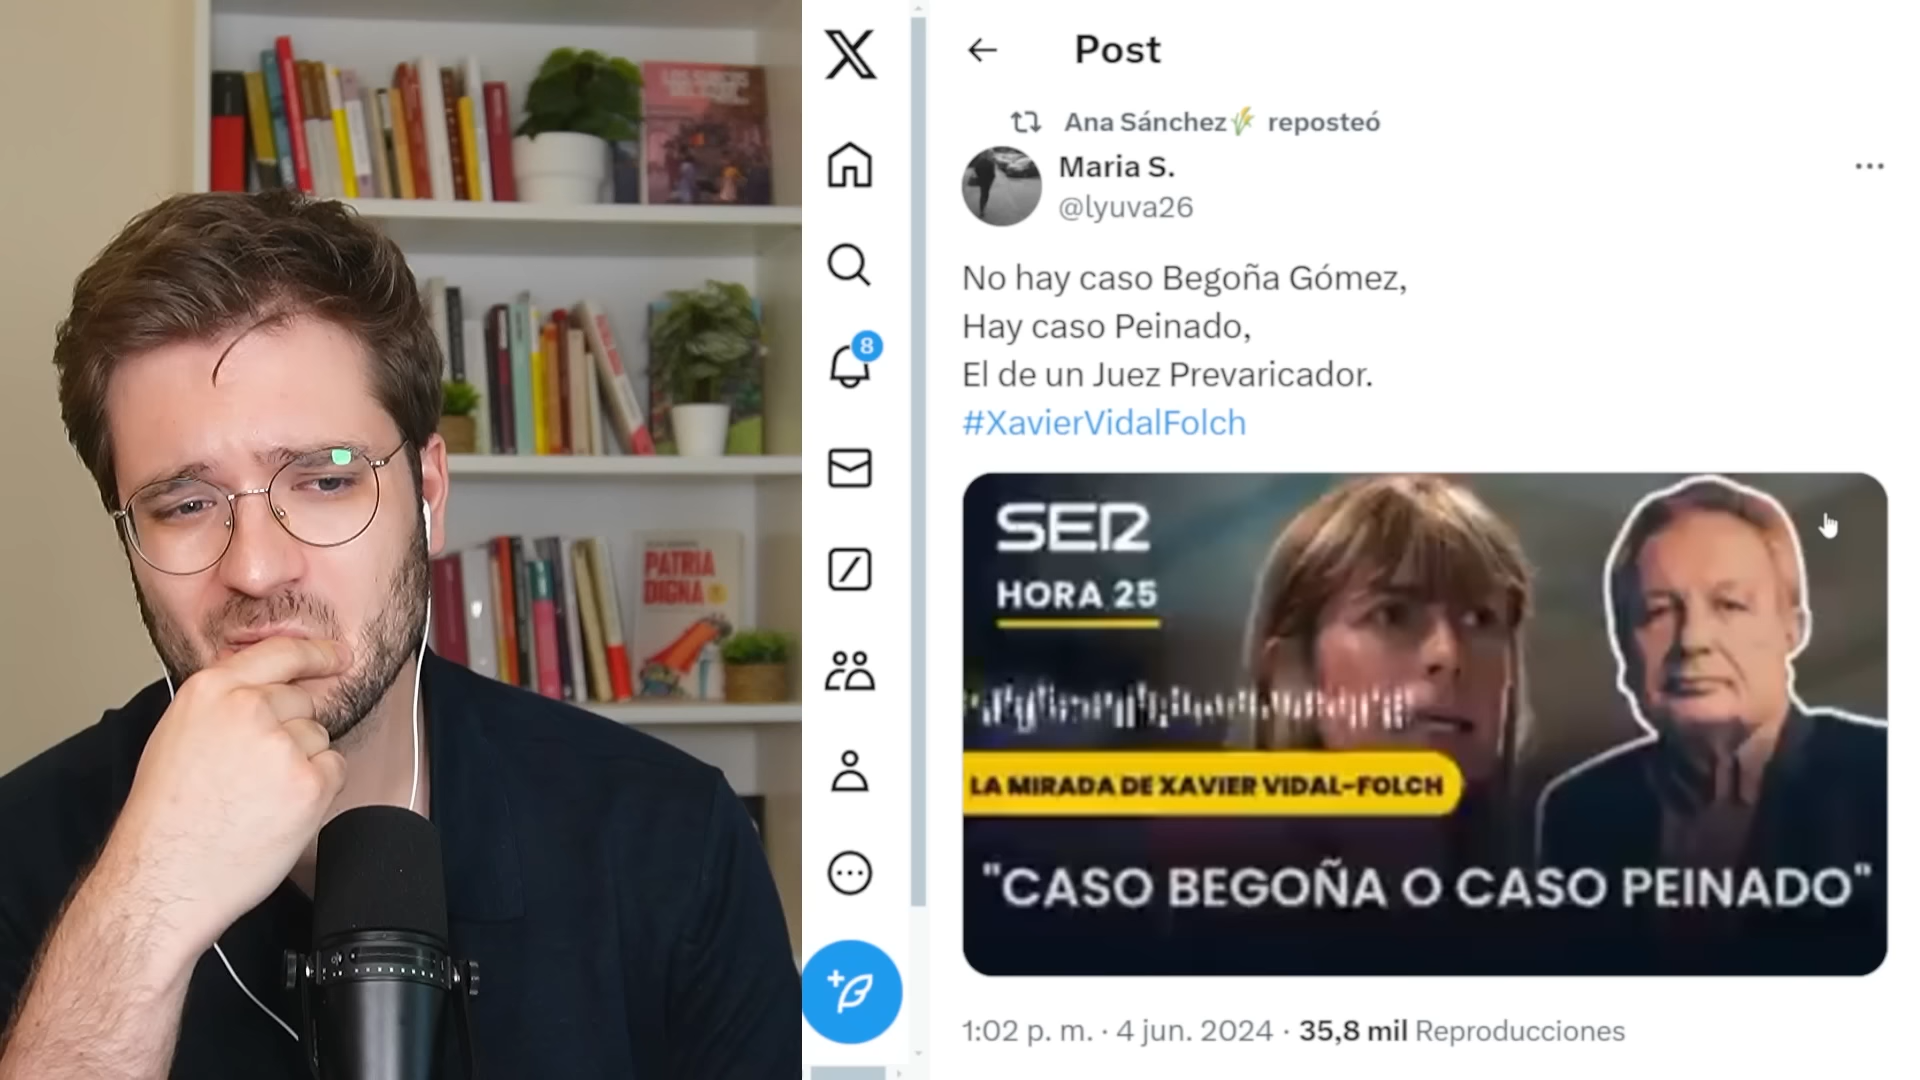 Post
Ana Sánchez reposteó
Maria S.
@lyuva26
No hay caso Begoña Gómez,
Hay caso Peinado,
El de un Juez Prevaricador.
#XavierVidalFolch
8
SER
HORA 25
LA MIRADA DE XAVIER VIDAL-FOLCH
"CASO BEGOÑA O CASO PEINADO"
1:02 p. m. · 4 jun. 2024 · 35,8 mil Reproducciones
PATRIA
DIGNA